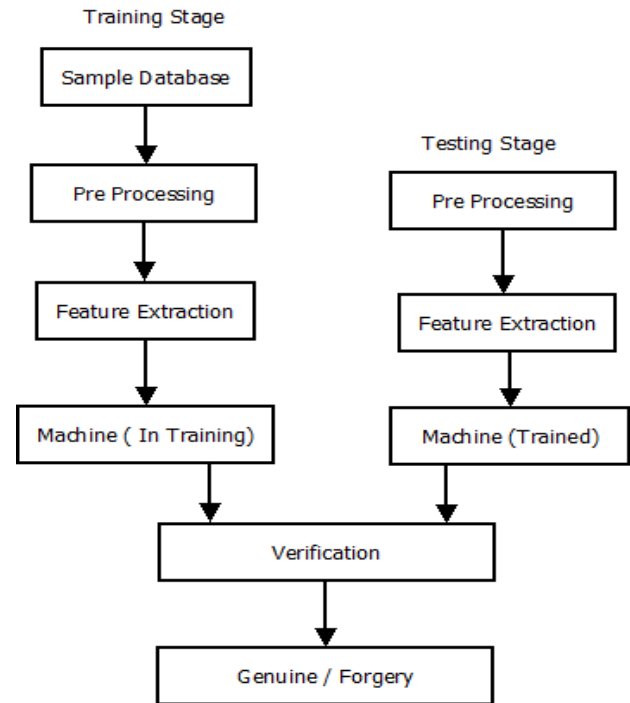 Training Stage
Sample Database
Pre Processing
Feature Extraction
Machine ( In Training)
Testing Stage
Pre Processing
Feature Extraction
Machine (Trained)
Verification
Genuine / Forgery